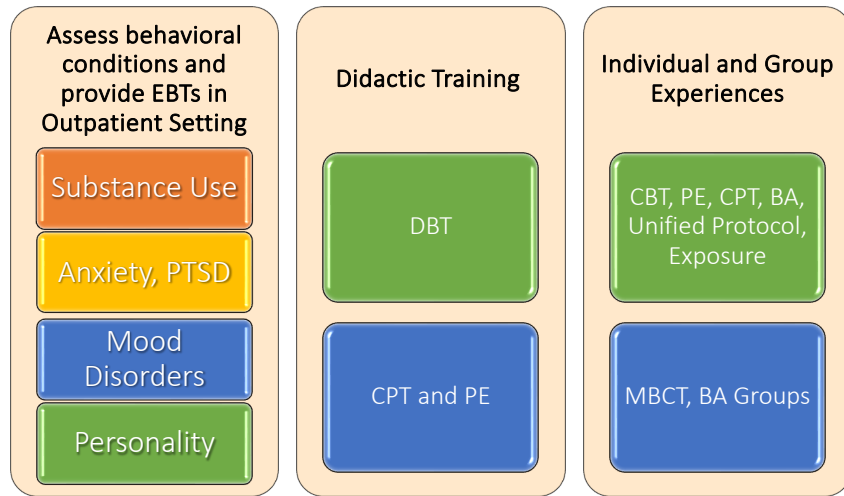 Assess behavioral
conditions and
provide EBTs in
Outpatient Setting
Substance Use
Anxiety, PTSD
Mood
Disorders
Personality
Didactic Training
DBT
CPT and PE
Individual and Group
Experiences
CBT, PE, CPT, BA,
Unified Protocol,
Exposure
MBCT, BA Groups